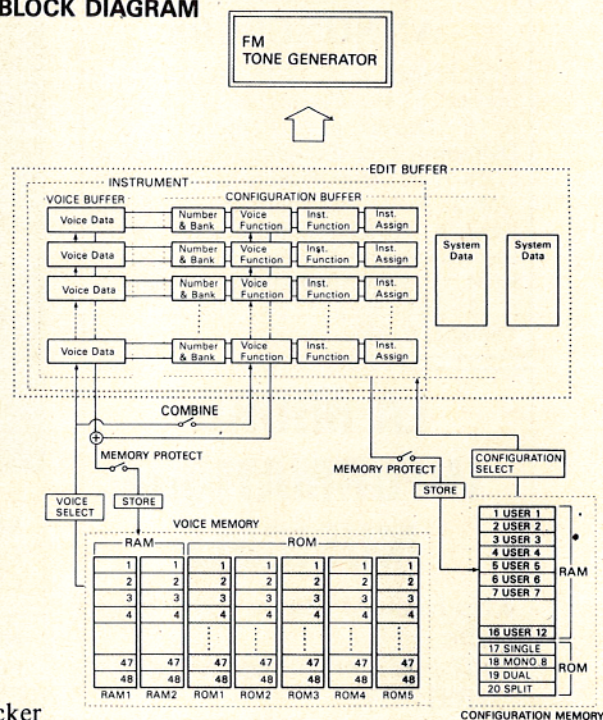 BLOCK DIAGRAM
FM
TONE GENERATOR
EDIT BUFFER
INSTRUMENT
VOICE BUFFER
CONFIGURATION BUFFER
Voice Data
Number
& Bank
Voice
Function
Inst.
Function
Inst.
Assign
Voice Data
Number
& Bank
Voice
Function
Inst.
Function
Inst.
Assign
Voice Data
Number
& Bank
Voice
Function
Inst.
Function
Inst.
Assign
Voice Data
Number
& Bank
Voice
Function
Inst.
Function
Inst.
Assign
System
Data
System
Data
COMBINE
MEMORY PROTECT
VOICE
SELECT
STORE
MEMORY PROTECT
STORE
CONFIGURATION
SELECT
VOICE MEMORY
RAM
ROM
1 1 1 1 1 1 1
2 2 2 2 2 2 2
3 3 3 3 3 3 3
4 4 4 4 4 4 4
47 47 47 47 47 47 47
48 48 48 48 48 48 48
RAM1 RAM2 ROM1 ROM2 ROM3 ROM4 ROM5
1 USER 1
2 USER 2
3 USER 3
4 USER 4
5 USER 5
6 USER 6
7 USER 7
16 USER 12
RAM
17 SINGLE
18 MONO 8
19 DUAL
20 SPLIT
ROM
CONFIGURATION MEMORY
cker